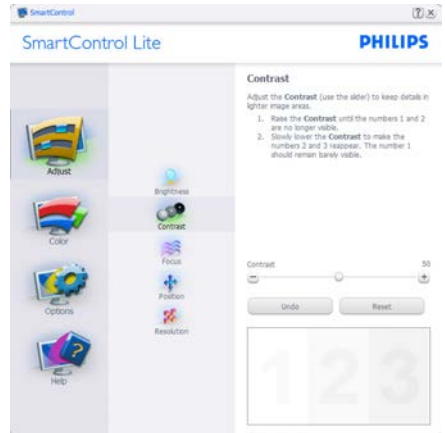 SmartControl
SmartControl Lite
PHILIPS
Adjust
Color
Options
Help
Brightness
Contrast
Focus
Position
Resolution
Contrast
Adjust the Contrast (use the slider) to keep details in
lighter image areas.
1. Raise the Contrast until the numbers 1 and 2
are no longer visible.
2. Slowly lower the Contrast to make the
numbers 2 and 3 reappear. The number 1
should remain barely visible.
Contrast 50
Undo Reset
1 2 3